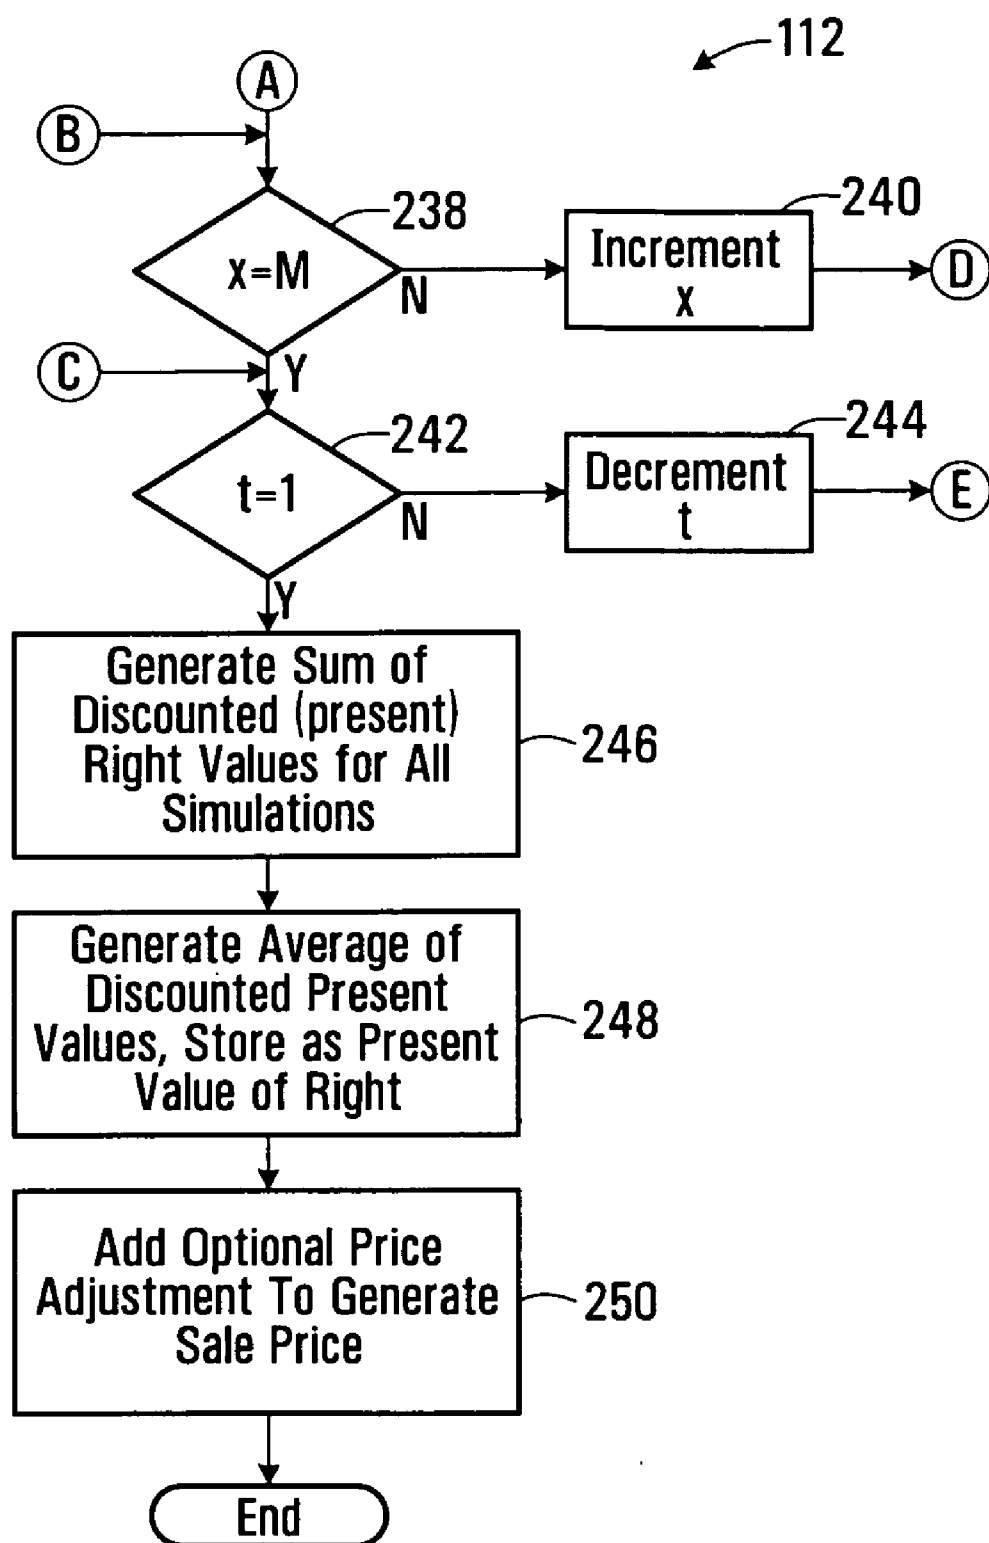 112
A
B
238
x=M
N
240
Increment
x
D
C
Y
242
t=1
N
244
Decrement
t
E
Y
Generate Sum of
Discounted (present)
Right Values for All
Simulations
246
Generate Average of
Discounted Present
Values, Store as Present
Value of Right
248
Add Optional Price
Adjustment To Generate
Sale Price
250
End